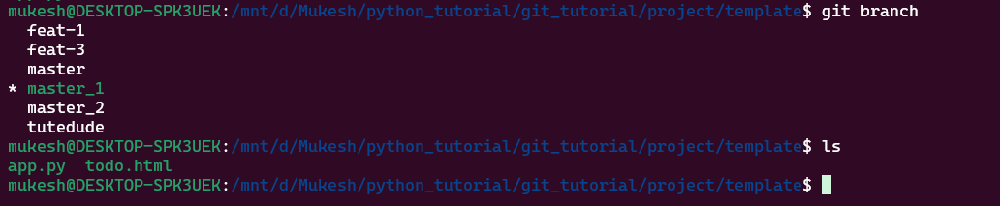 mukesh@DESKTOP-SPK3UEK:/mnt/d/Mukesh/python_tutorial/git_tutorial/project/template$ git branch
  feat-1
  feat-3
  master
* master_1
  master_2
  tutedude
mukesh@DESKTOP-SPK3UEK:/mnt/d/Mukesh/python_tutorial/git_tutorial/project/template$ ls
app.py  todo.html
mukesh@DESKTOP-SPK3UEK:/mnt/d/Mukesh/python_tutorial/git_tutorial/project/template$